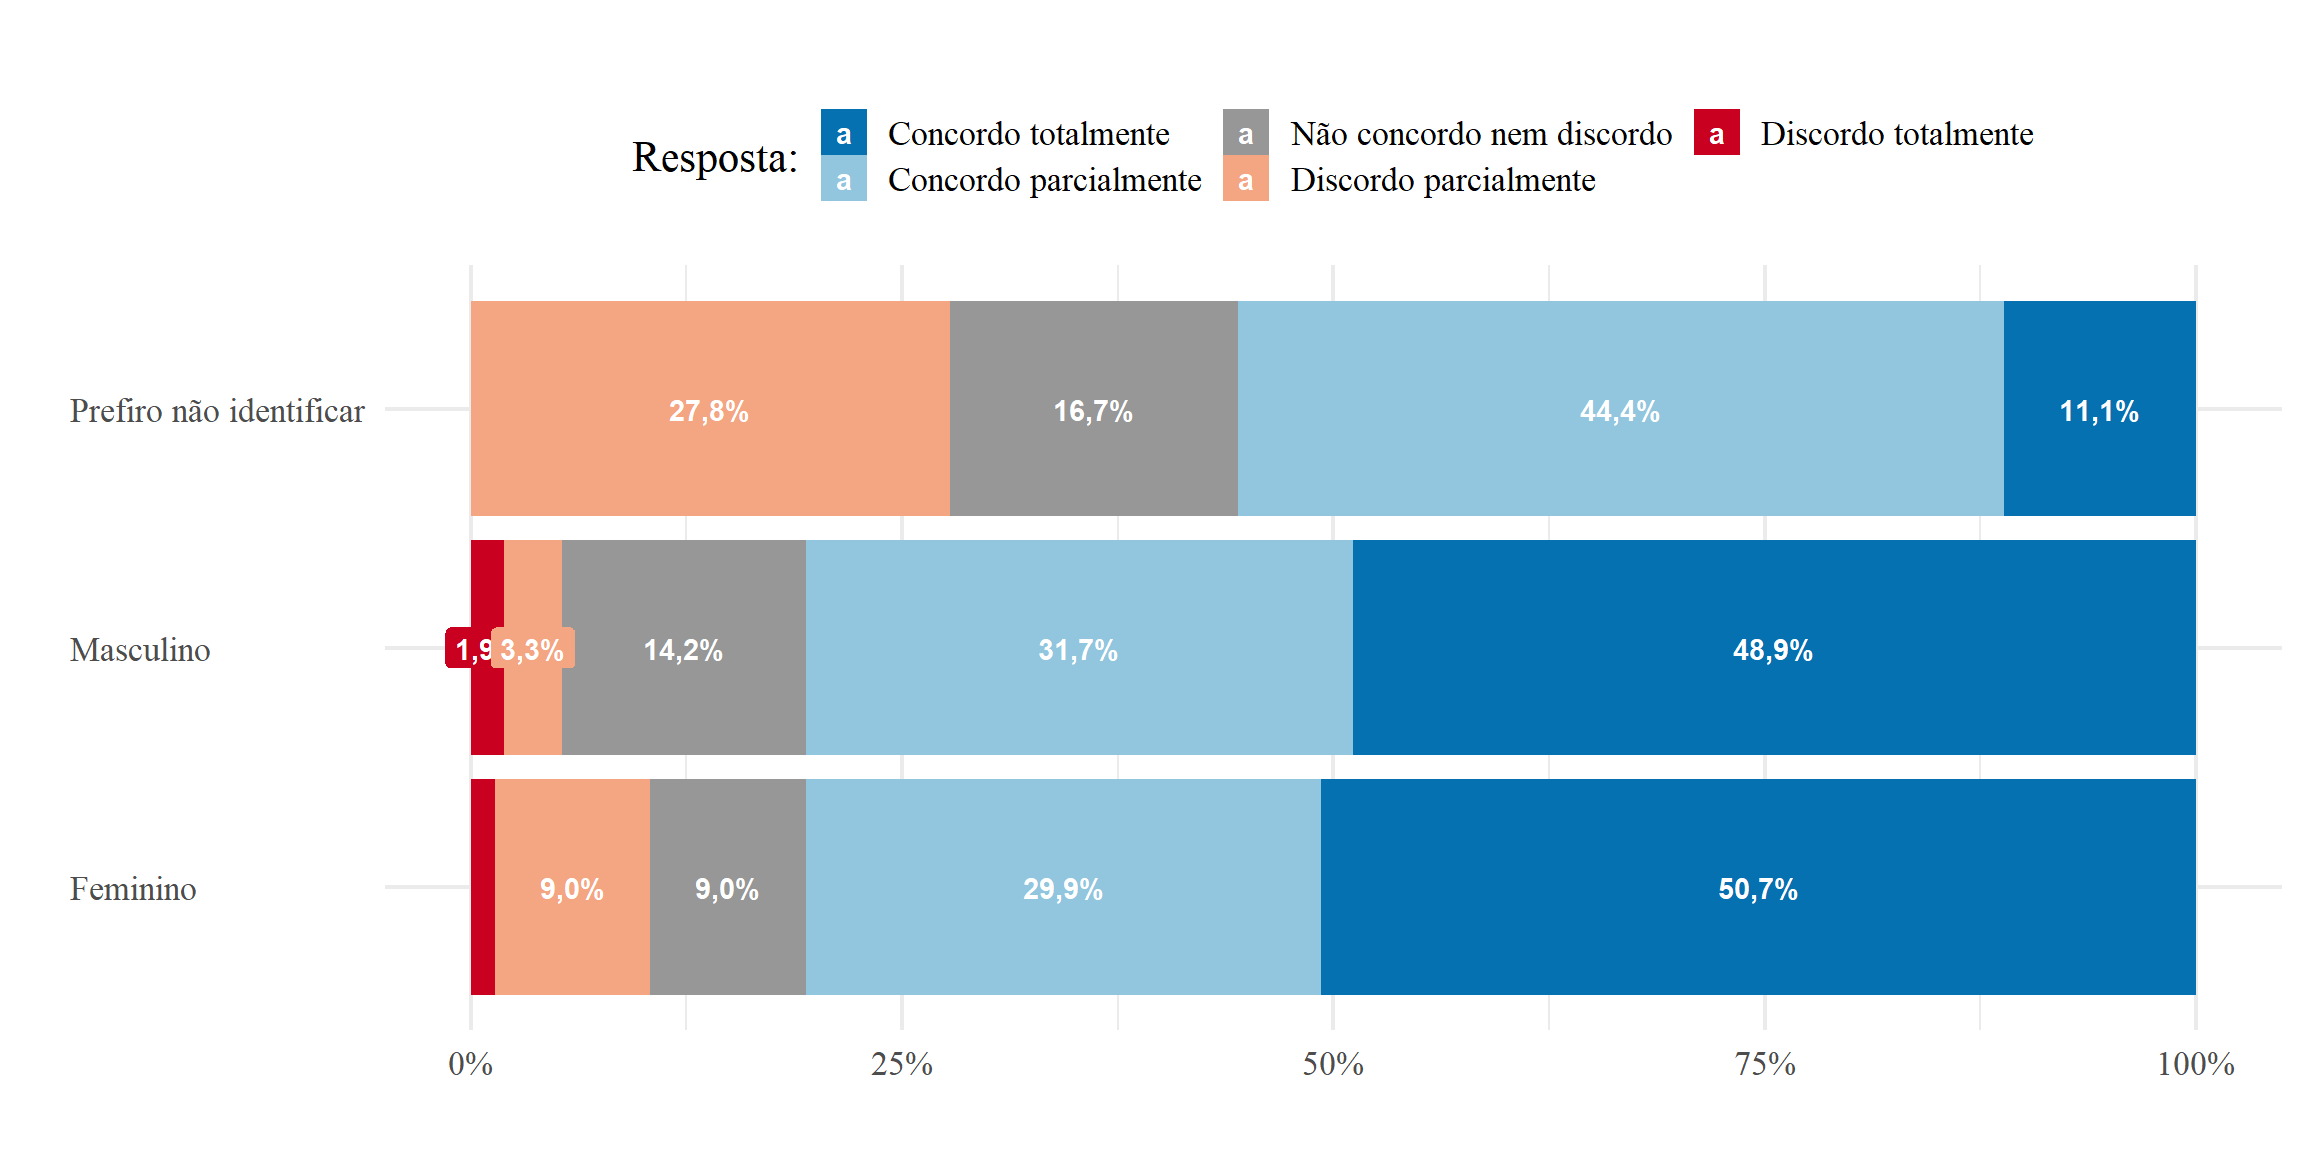 Resposta:
a Concordo totalmente
a Concordo parcialmente
a Não concordo nem discordo
a Discordo parcialmente
a Discordo totalmente
Prefiro não identificar
27,8% 16,7% 44,4% 11,1%
Masculino
1,9 3,3% 14,2% 31,7% 48,9%
Feminino
9,0% 9,0% 29,9% 50,7%
0% 25% 50% 75% 100%